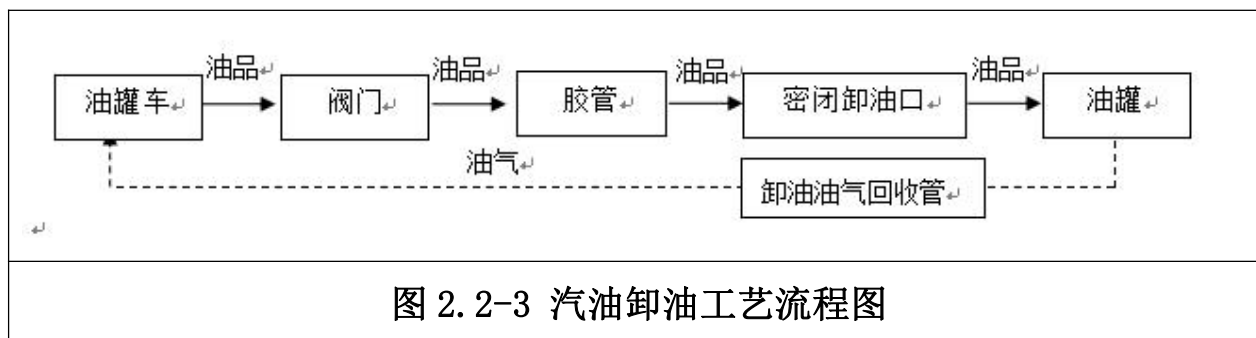 油品 油品 油品 油品
油罐车 阀门 胶管 密闭卸油口 油罐
油气
卸油油气回收管
图 2.2-3 汽油卸油工艺流程图